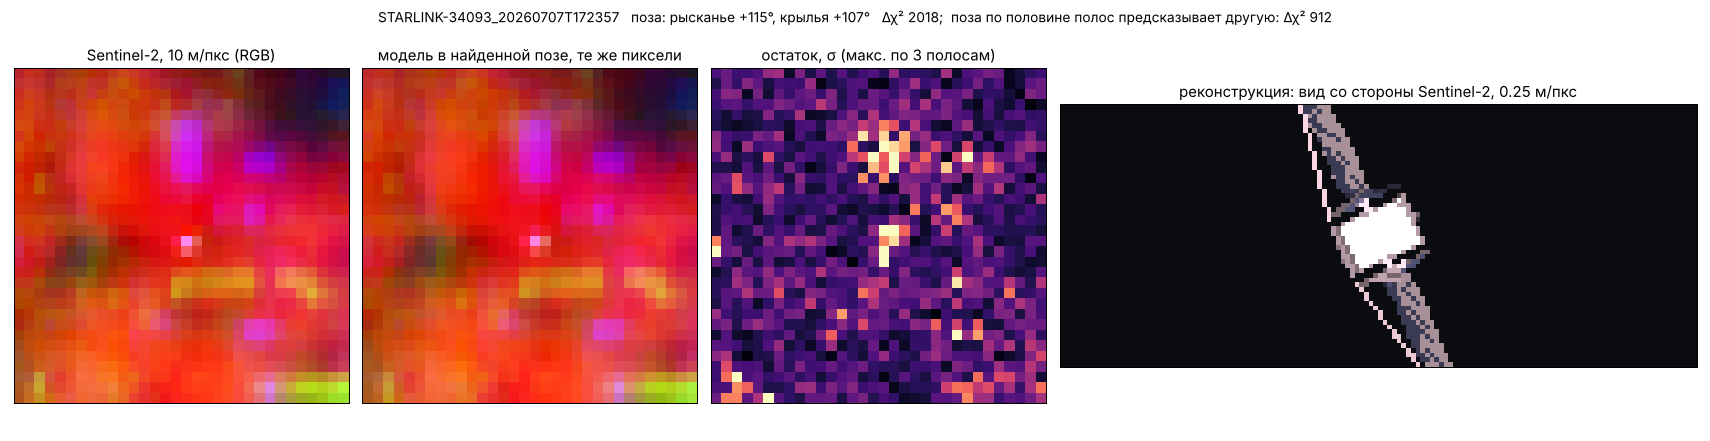 STARLINK-34093_20260707T172357 поза: рысканье +115°, крылья +107° Δχ² 2018; поза по половине полос предсказывает другую: Δχ² 912
Sentinel-2, 10 м/пкс (RGB)
модель в найденной позе, те же пиксели
остаток, σ (макс. по 3 полосам)
реконструкция: вид со стороны Sentinel-2, 0.25 м/пкс